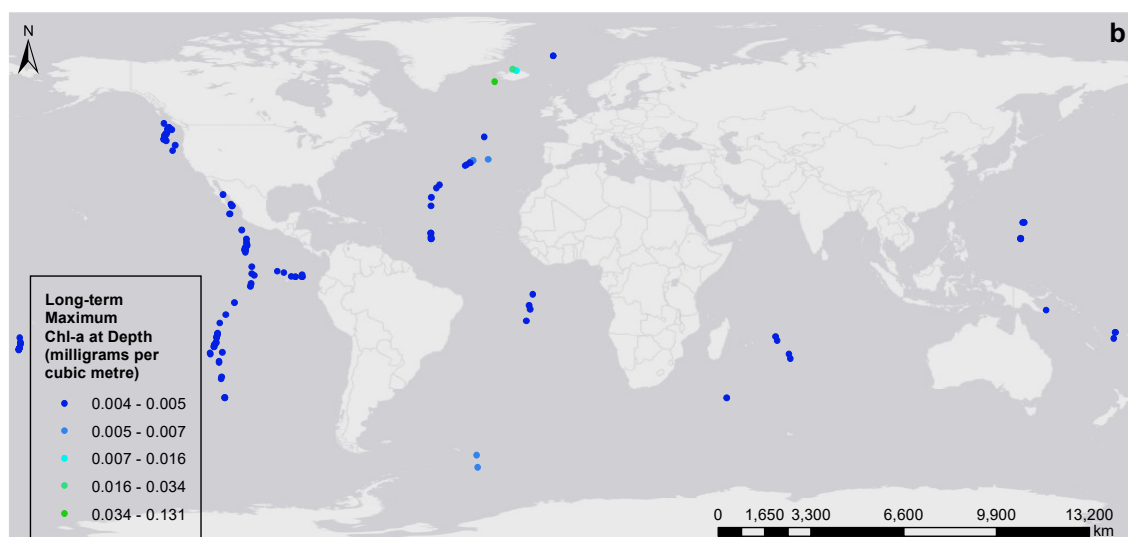 N
b
Long-term
Maximum
Chl-a at Depth
(milligrams per
cubic metre)
0.004 - 0.005
0.005 - 0.007
0.007 - 0.016
0.016 - 0.034
0.034 - 0.131
0 1,650 3,300 6,600 9,900 13,200
km